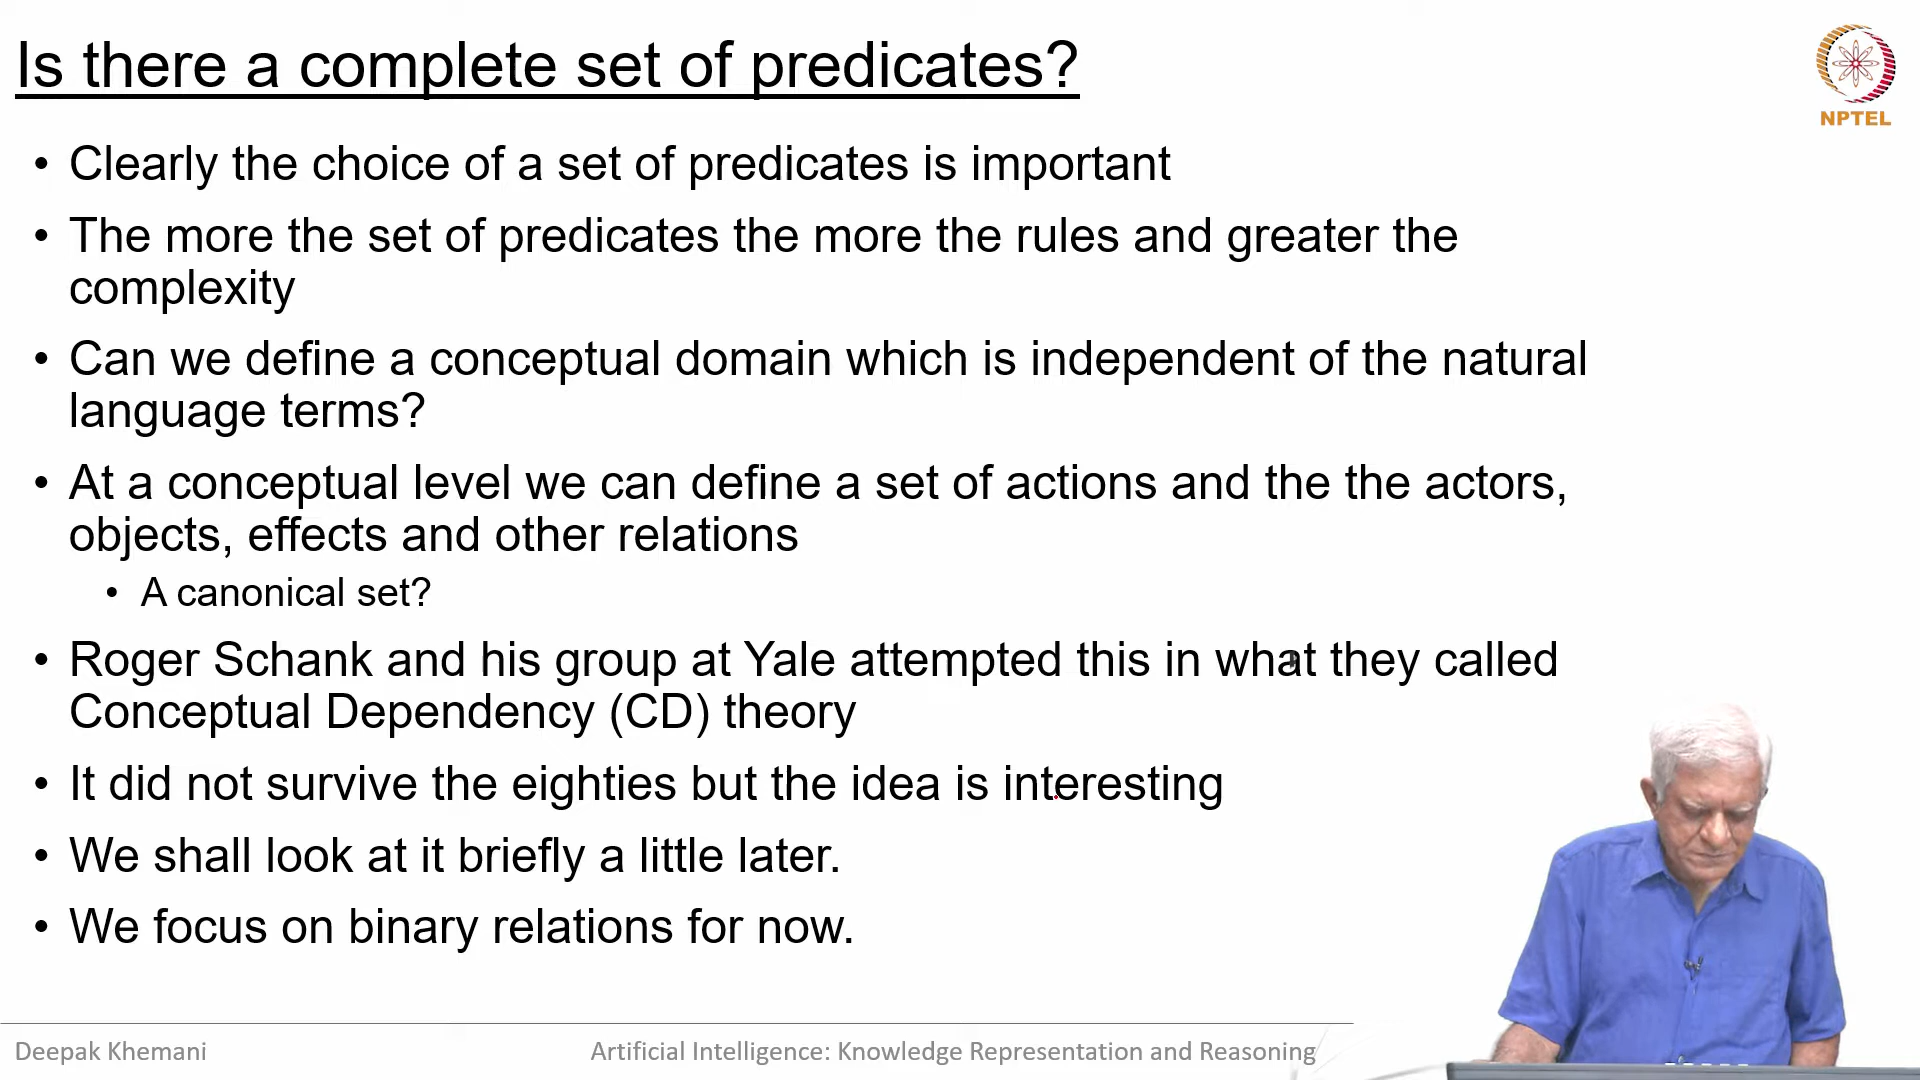 Is there a complete set of predicates?
NPTEL
• Clearly the choice of a set of predicates is important
• The more the set of predicates the more the rules and greater the
complexity
• Can we define a conceptual domain which is independent of the natural
language terms?
• At a conceptual level we can define a set of actions and the the actors,
objects, effects and other relations
• A canonical set?
• Roger Schank and his group at Yale attempted this in what they called
Conceptual Dependency (CD) theory
• It did not survive the eighties but the idea is interesting
• We shall look at it briefly a little later.
• We focus on binary relations for now.
Deepak Khemani
Artificial Intelligence: Knowledge Representation and Reasoning